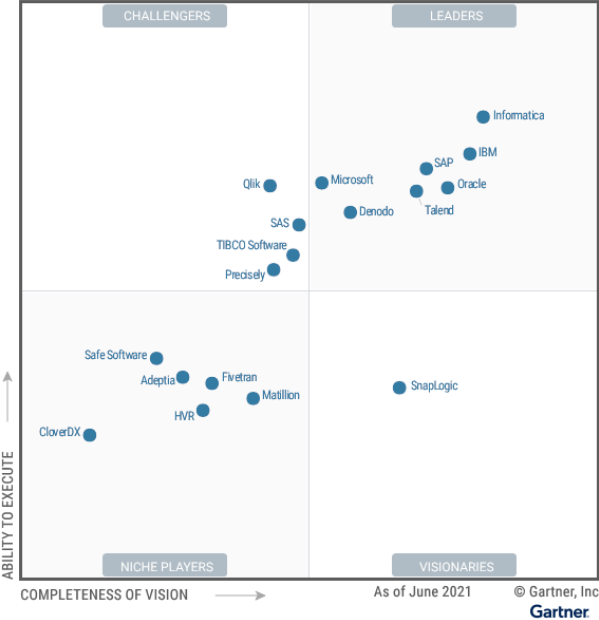 CHALLENGERS
LEADERS
Informatica
IBM
SAP
Microsoft
Qlik
Oracle
Talend
Denodo
SAS
TIBCO Software
Precisely
Safe Software
Adeptia
Fivetran
Matillion
HVR
CloverDX
SnapLogic
ABILITY TO EXECUTE
NICHE PLAYERS
VISIONARIES
COMPLETENESS OF VISION
As of June 2021
© Gartner, Inc
Gartner